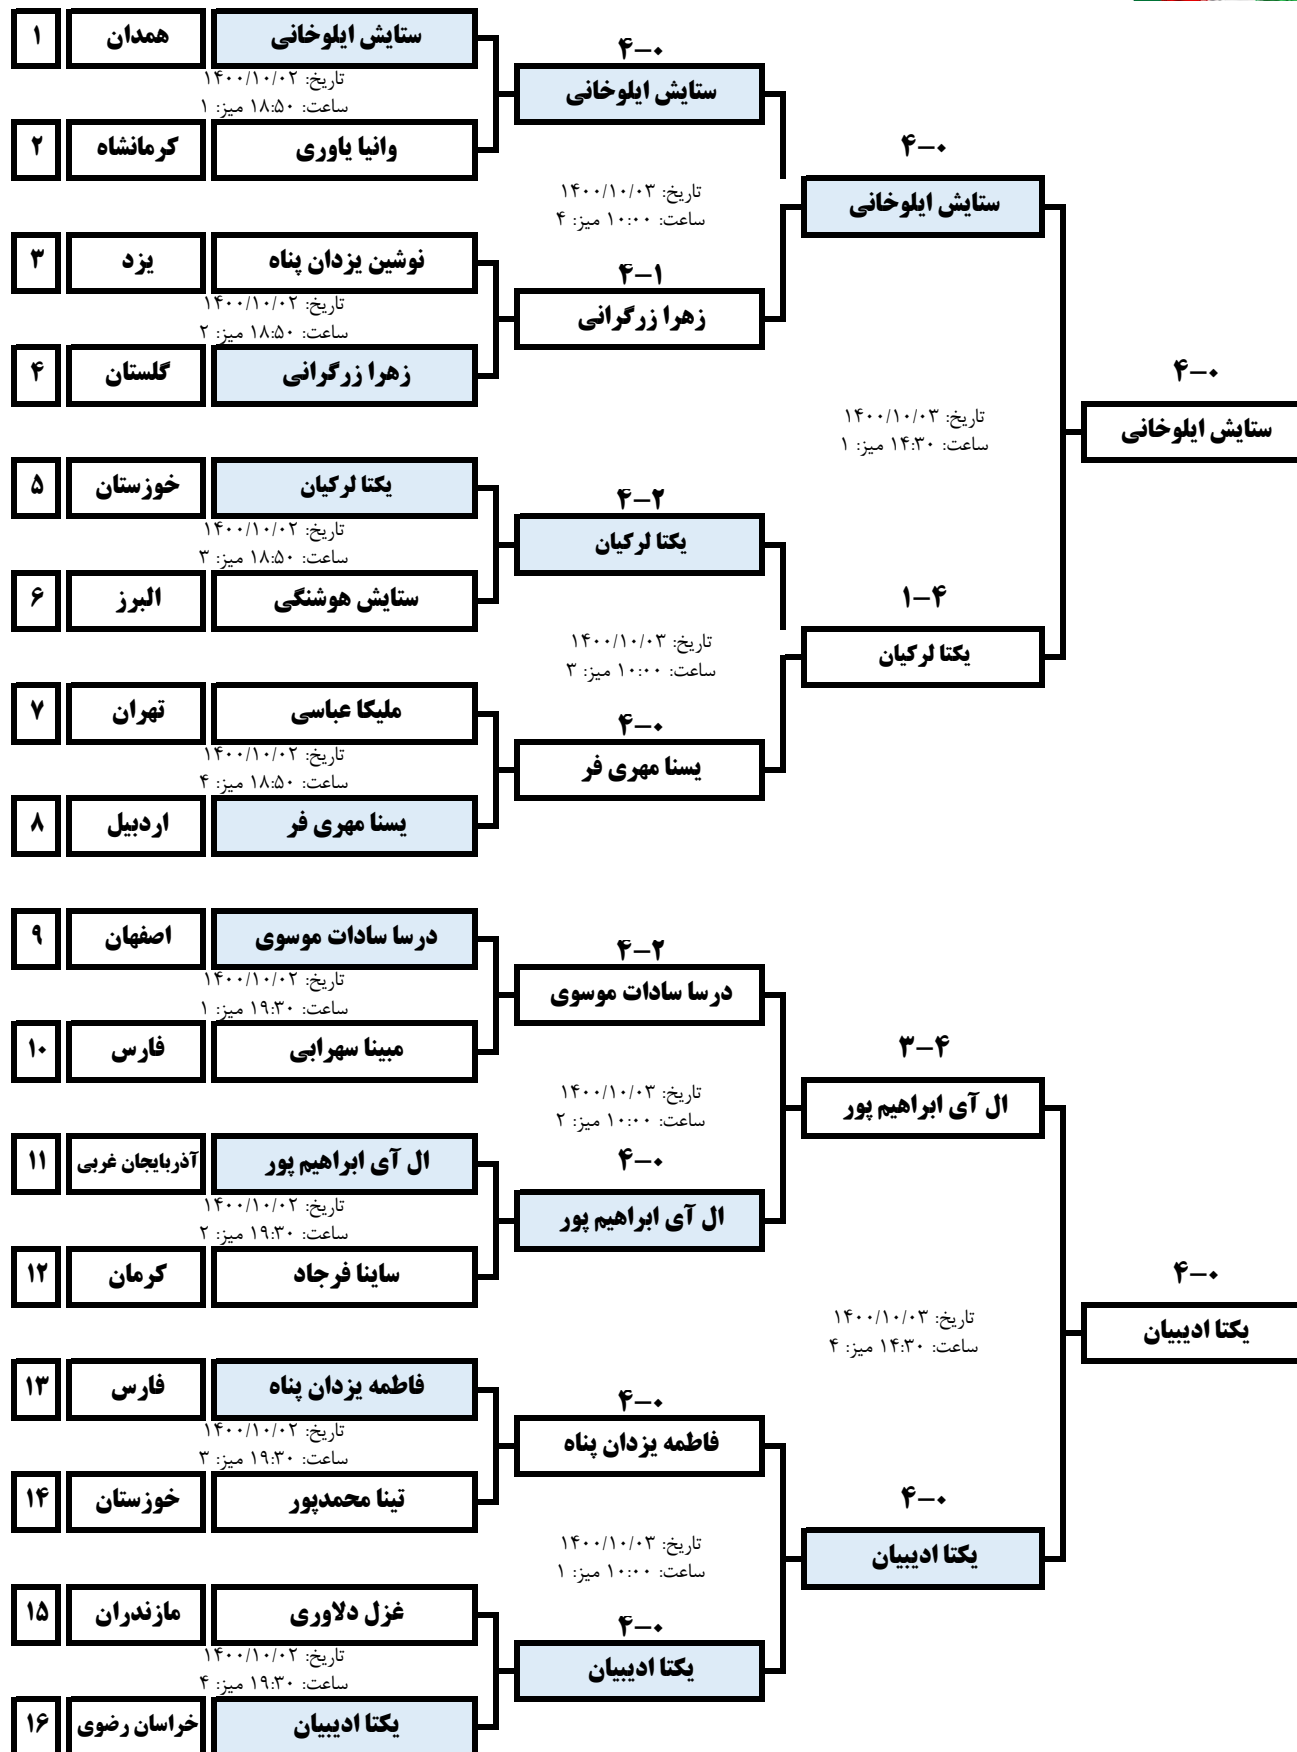 ۱ همدان ستایش ایلوخانی
تاریخ: ۱۴۰۰/۱۰/۰۲
ساعت: ۱۸:۵۰ میز: ۱
۲ کرمانشاه وانیا یاوری
۳ یزد نوشین یزدان پناه
تاریخ: ۱۴۰۰/۱۰/۰۲
ساعت: ۱۸:۵۰ میز: ۲
۴ گلستان زهرا زرگرانی
۵ خوزستان یکتا لرکیان
تاریخ: ۱۴۰۰/۱۰/۰۲
ساعت: ۱۸:۵۰ میز: ۳
۶ البرز ستایش هوشنگی
۷ تهران ملیکا عباسی
تاریخ: ۱۴۰۰/۱۰/۰۲
ساعت: ۱۸:۵۰ میز: ۴
۸ اردبیل یسنا مهری فر
۹ اصفهان درسا سادات موسوی
تاریخ: ۱۴۰۰/۱۰/۰۲
ساعت: ۱۹:۳۰ میز: ۱
۱۰ فارس مبینا سهرابی
۱۱ آذربایجان غربی ال آی ابراهیم پور
تاریخ: ۱۴۰۰/۱۰/۰۲
ساعت: ۱۹:۳۰ میز: ۲
۱۲ کرمان ساینا فرجاد
۱۳ فارس فاطمه یزدان پناه
تاریخ: ۱۴۰۰/۱۰/۰۲
ساعت: ۱۹:۳۰ میز: ۳
۱۴ خوزستان تینا محمدپور
۱۵ مازندران غزل دلاوری
تاریخ: ۱۴۰۰/۱۰/۰۲
ساعت: ۱۹:۳۰ میز: ۴
۱۶ خراسان رضوی یکتا ادیبیان
۴-۰
ستایش ایلوخانی
تاریخ: ۱۴۰۰/۱۰/۰۳
ساعت: ۱۰:۰۰ میز: ۴
۴-۱
زهرا زرگرانی
۴-۲
یکتا لرکیان
تاریخ: ۱۴۰۰/۱۰/۰۳
ساعت: ۱۰:۰۰ میز: ۳
۴-۰
یسنا مهری فر
۴-۲
درسا سادات موسوی
تاریخ: ۱۴۰۰/۱۰/۰۳
ساعت: ۱۰:۰۰ میز: ۲
۴-۰
ال آی ابراهیم پور
۴-۰
فاطمه یزدان پناه
تاریخ: ۱۴۰۰/۱۰/۰۳
ساعت: ۱۰:۰۰ میز: ۱
۴-۰
یکتا ادیبیان
۴-۰
ستایش ایلوخانی
تاریخ: ۱۴۰۰/۱۰/۰۳
ساعت: ۱۴:۳۰ میز: ۱
۱-۴
یکتا لرکیان
۳-۴
ال آی ابراهیم پور
تاریخ: ۱۴۰۰/۱۰/۰۳
ساعت: ۱۴:۳۰ میز: ۴
۴-۰
یکتا ادیبیان
۴-۰
ستایش ایلوخانی
۴-۰
یکتا ادیبیان